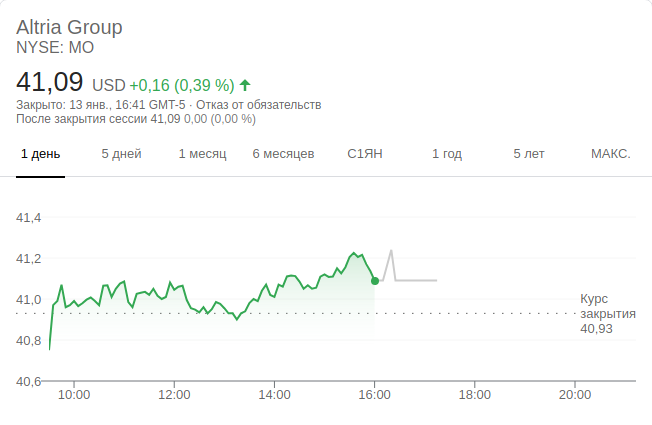 Altria Group
NYSE: MO
41,09 USD +0,16 (0,39 %)
Закрыто: 13 янв., 16:41 GMT-5 · Отказ от обязательств
После закрытия сессии 41,09 0,00 (0,00 %)
1 день 5 дней 1 месяц 6 месяцев С1ЯН 1 год 5 лет МАКС.
41,4
41,2
41,0
40,8
40,6
Курс
закрытия
40,93
10:00 12:00 14:00 16:00 18:00 20:00